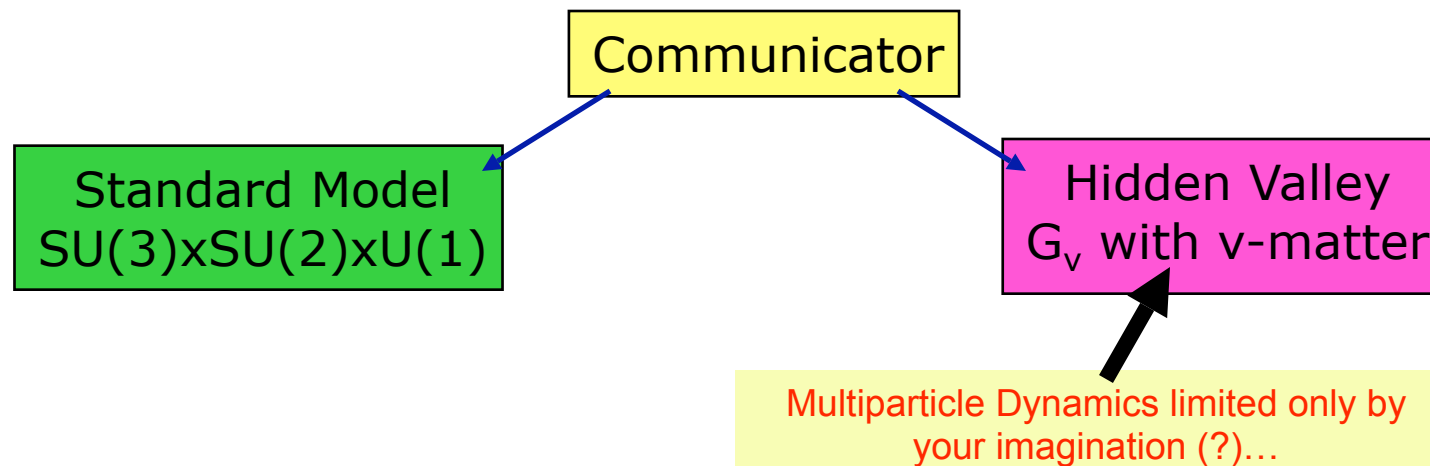 Communicator
Standard Model
SU(3)xSU(2)xU(1)
Hidden Valley
Gᵥ with v-matter
Multiparticle Dynamics limited only by
your imagination (?)…